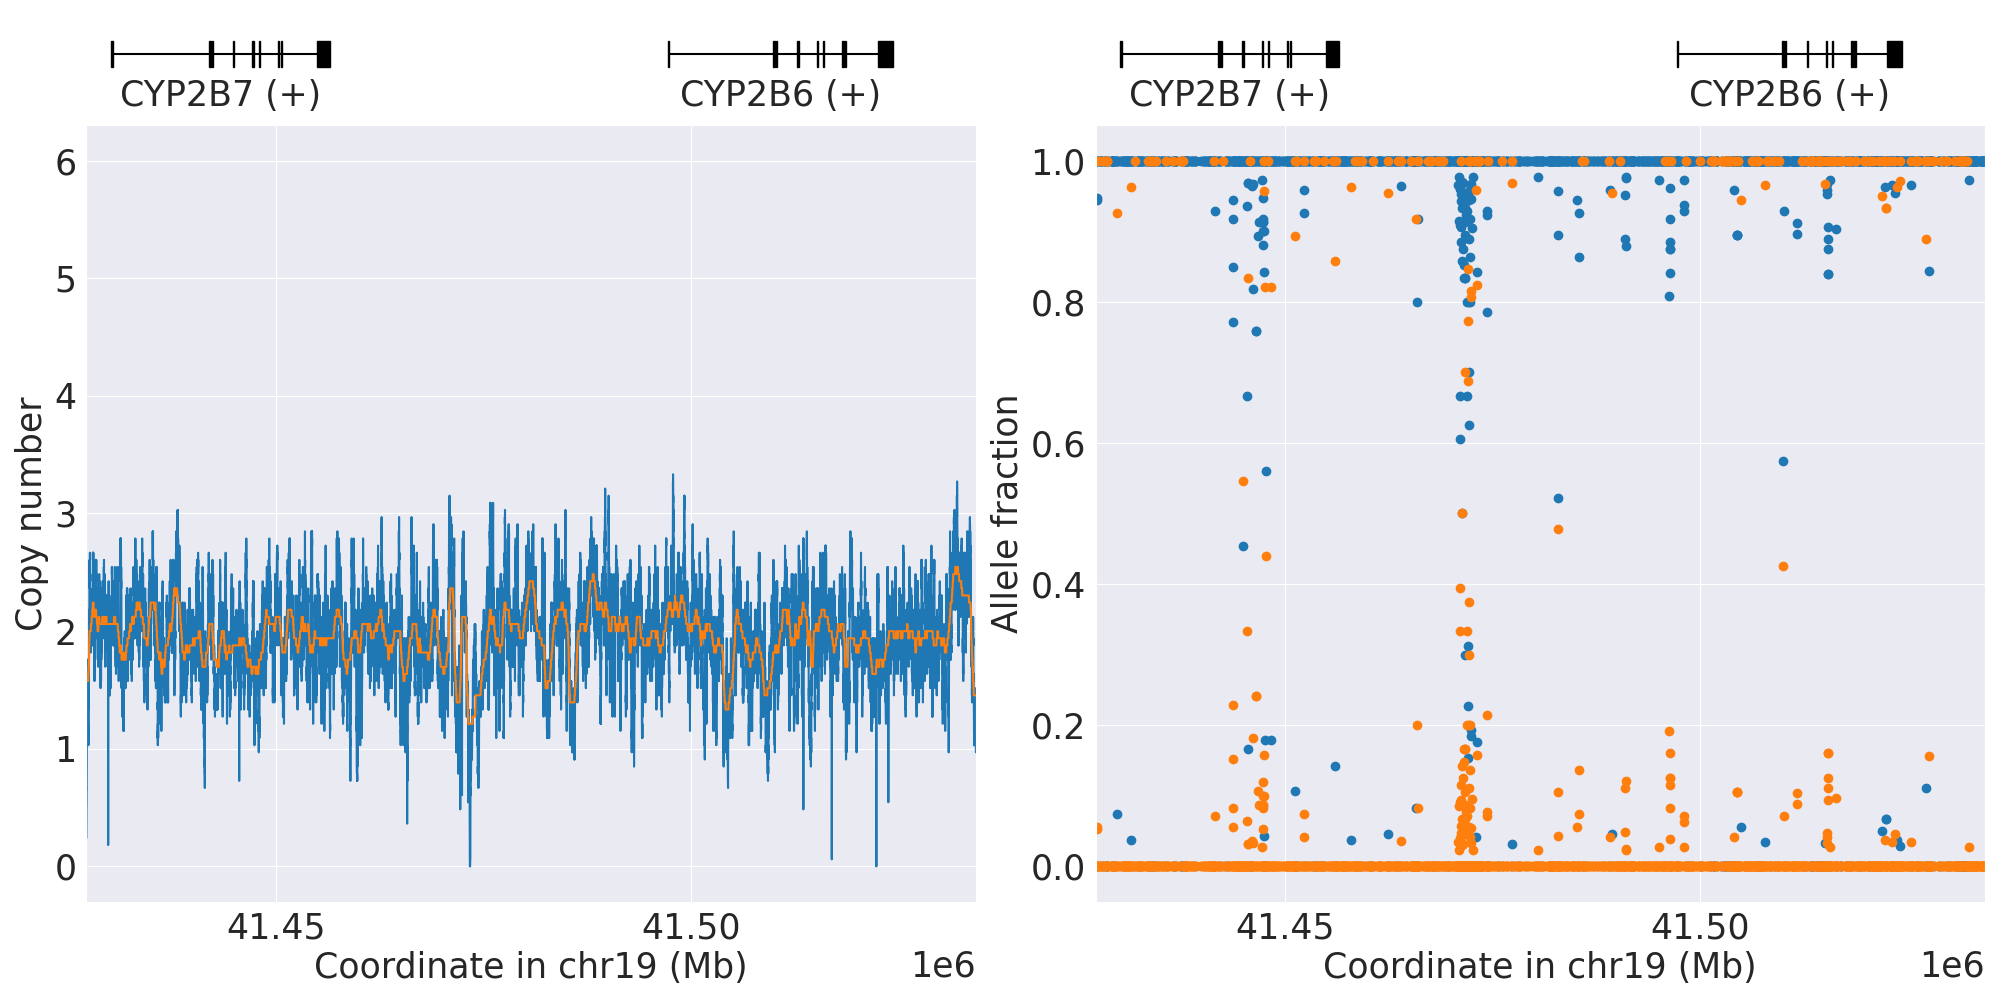 CYP2B7 (+) CYP2B6 (+)
6
5
4
3
2
1
0
Copy number
41.45 41.50
Coordinate in chr19 (Mb) 1e6
CYP2B7 (+) CYP2B6 (+)
1.0
0.8
0.6
0.4
0.2
0.0
Allele fraction
41.45 41.50
Coordinate in chr19 (Mb) 1e6